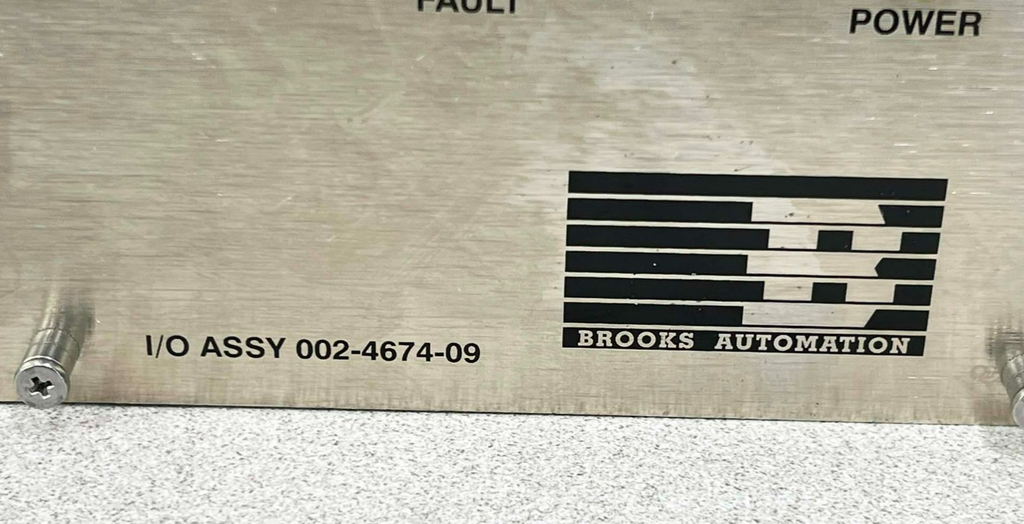 FAULT
POWER
I/O ASSY 002-4674-09
BROOKS AUTOMATION